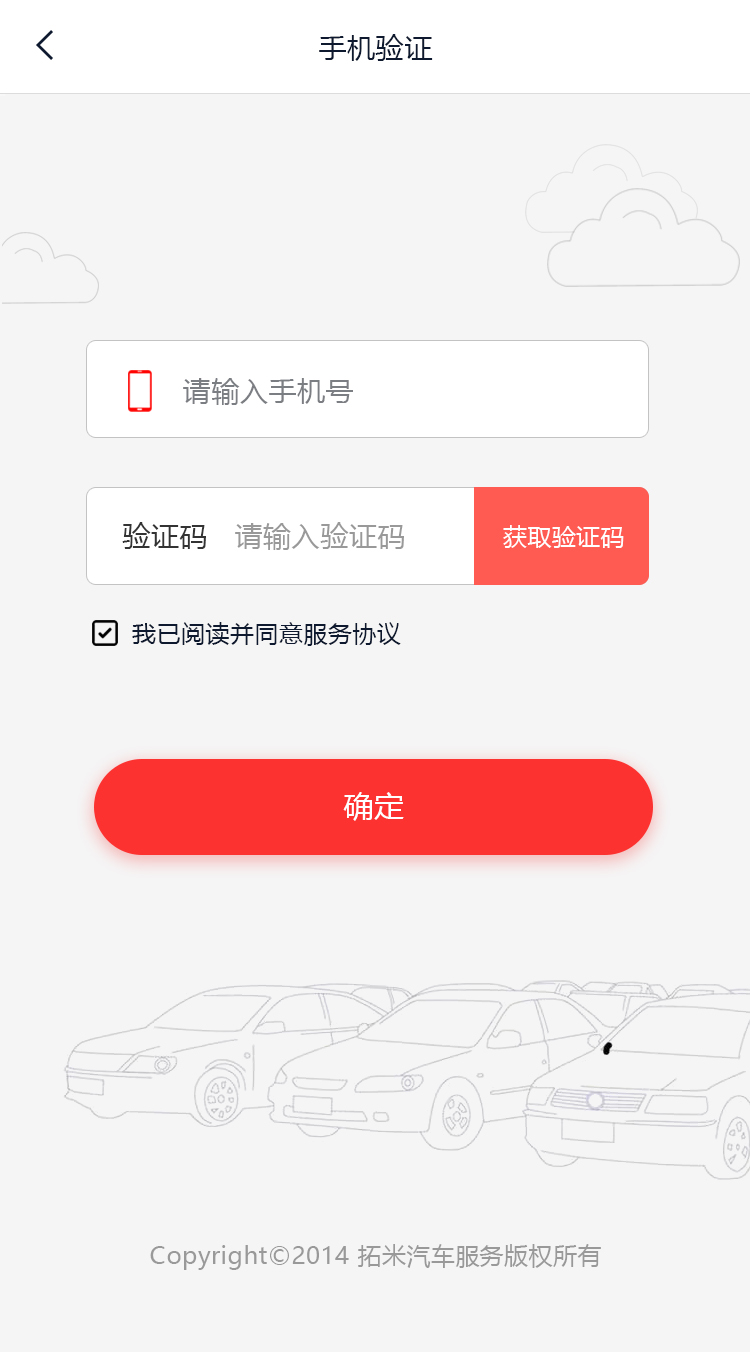 手机验证
请输入手机号
验证码 请输入验证码 获取验证码
我已阅读并同意服务协议
确定
Copyright©2014 拓米汽车服务版权所有